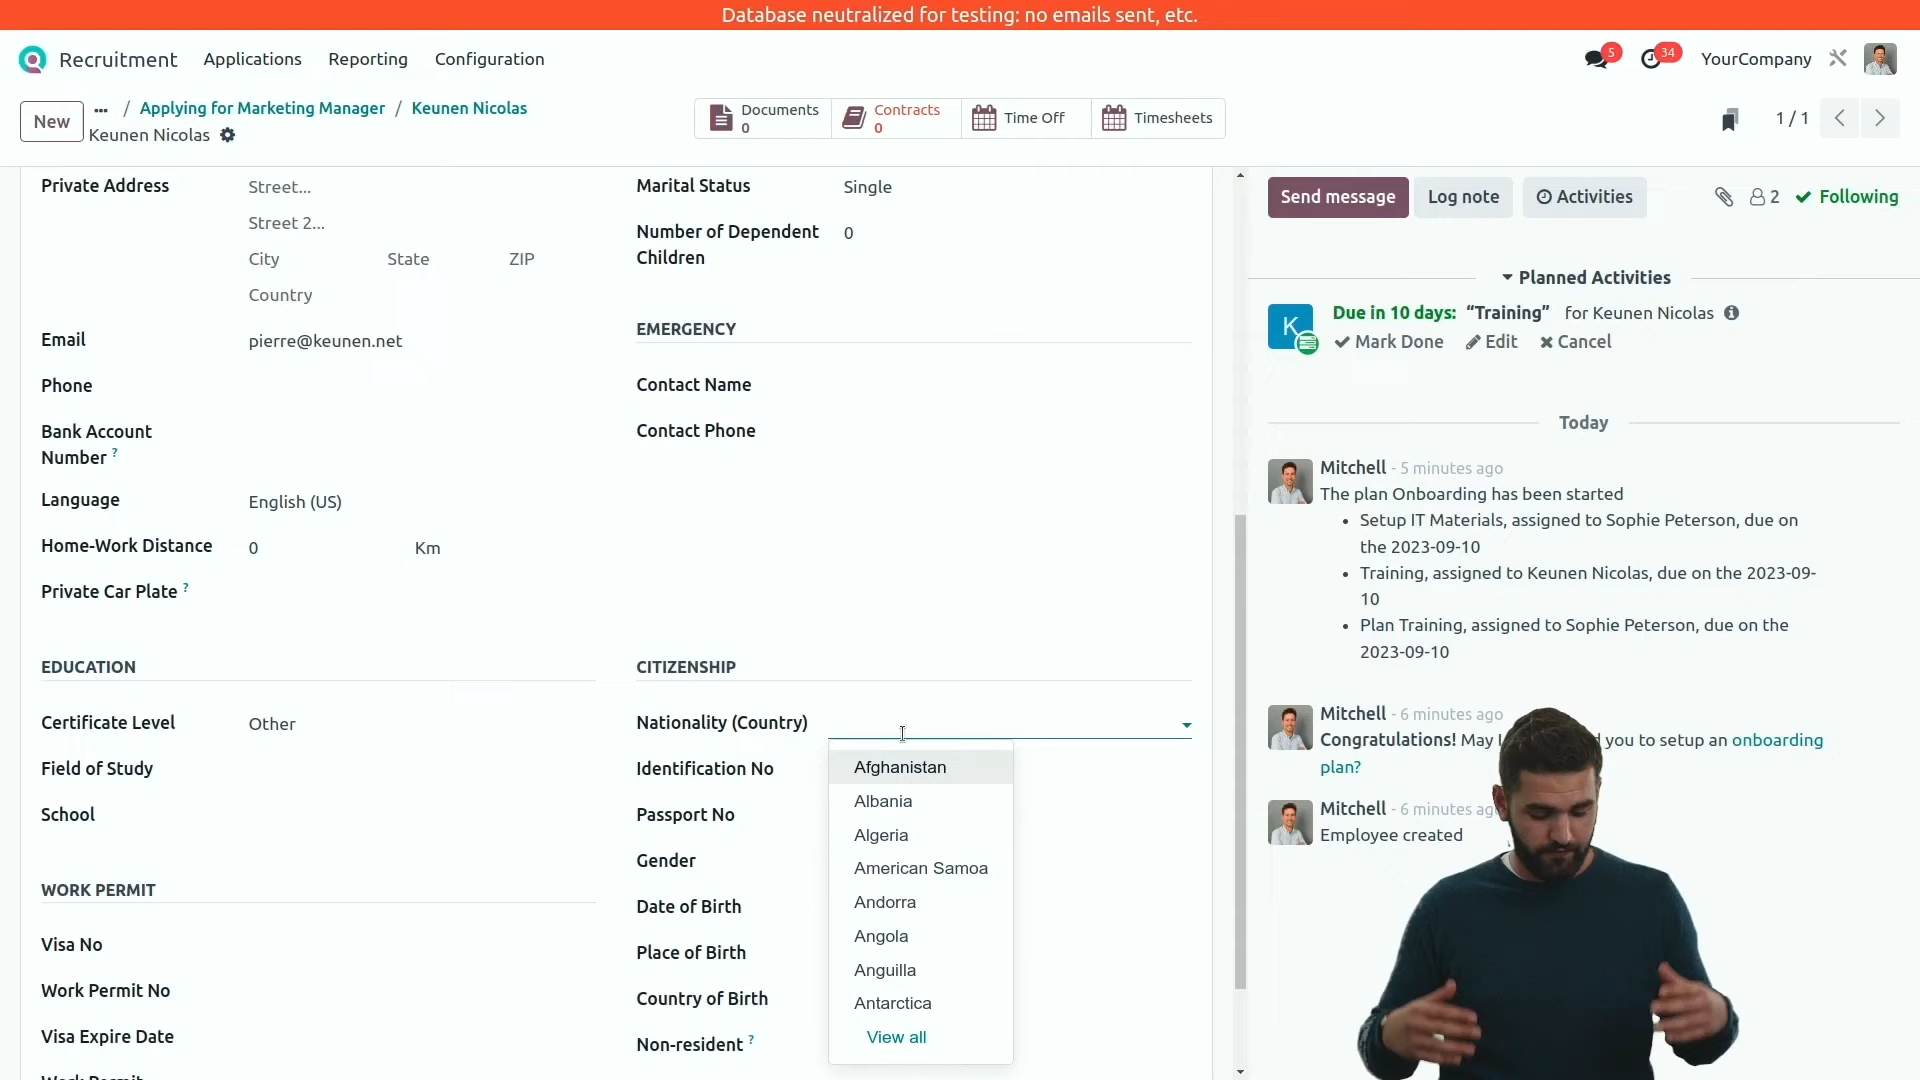 Database neutralized for testing: no emails sent, etc.
Recruitment Applications Reporting Configuration
5 34 YourCompany
New ... / Applying for Marketing Manager / Keunen Nicolas
Keunen Nicolas
Documents 0
Contracts 0
Time Off
Timesheets
1 / 1
Private Address Street...
Street 2...
City State ZIP
Country
Email pierre@keunen.net
Phone
Bank Account
Number ?
Language English (US)
Home-Work Distance 0 Km
Private Car Plate ?
Marital Status Single
Number of Dependent
Children 0
EMERGENCY
Contact Name
Contact Phone
EDUCATION
Certificate Level Other
Field of Study
School
WORK PERMIT
Visa No
Work Permit No
Visa Expire Date
Work Permit
CITIZENSHIP
Nationality (Country)
Identification No
Passport No
Gender
Date of Birth
Place of Birth
Country of Birth
Non-resident ?
Afghanistan
Albania
Algeria
American Samoa
Andorra
Angola
Anguilla
Antarctica
View all
Send message Log note Activities 2 Following
Planned Activities
K
Due in 10 days: “Training” for Keunen Nicolas
Mark Done Edit Cancel
Today
Mitchell - 5 minutes ago
The plan Onboarding has been started
• Setup IT Materials, assigned to Sophie Peterson, due on
the 2023-09-10
• Training, assigned to Keunen Nicolas, due on the 2023-09-
10
• Plan Training, assigned to Sophie Peterson, due on the
2023-09-10
Mitchell - 6 minutes ago
Congratulations! May you to setup an onboarding
plan?
Mitchell - 6 minutes ago
Employee created